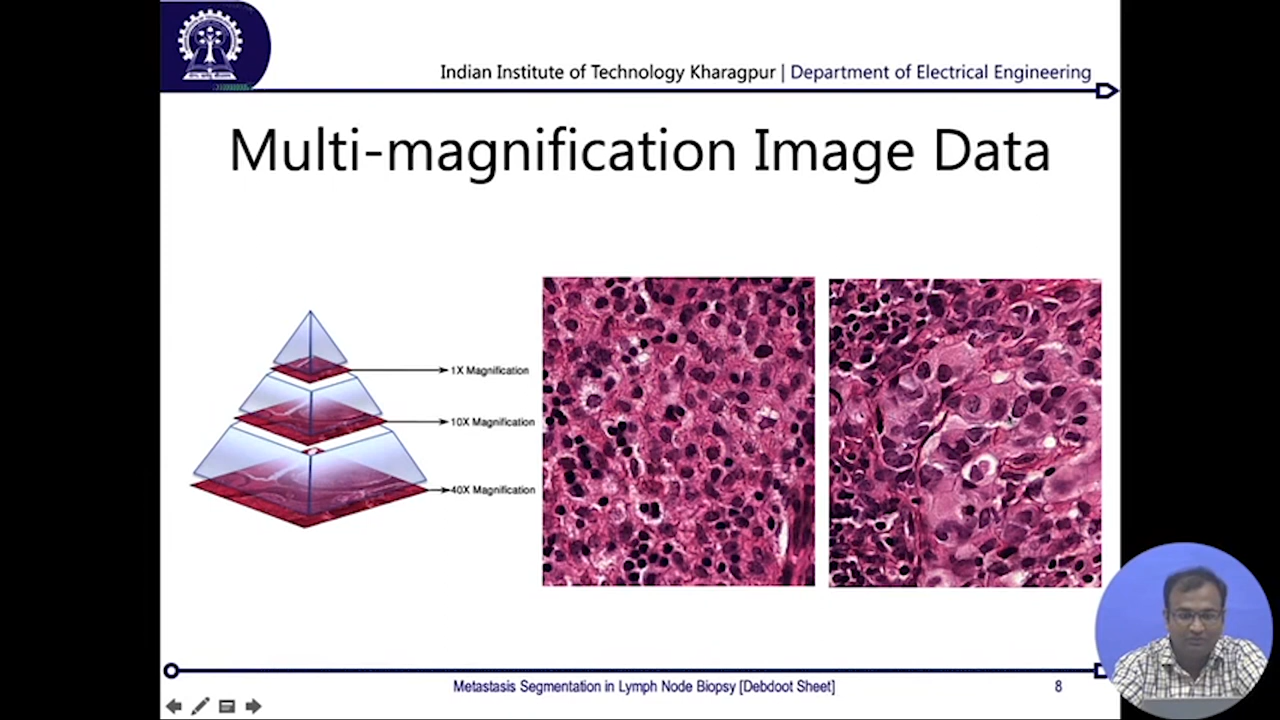 Indian Institute of Technology Kharagpur | Department of Electrical Engineering
Multi-magnification Image Data
1X Magnification
10X Magnification
40X Magnification
Metastasis Segmentation in Lymph Node Biopsy [Debdoot Sheet]
8